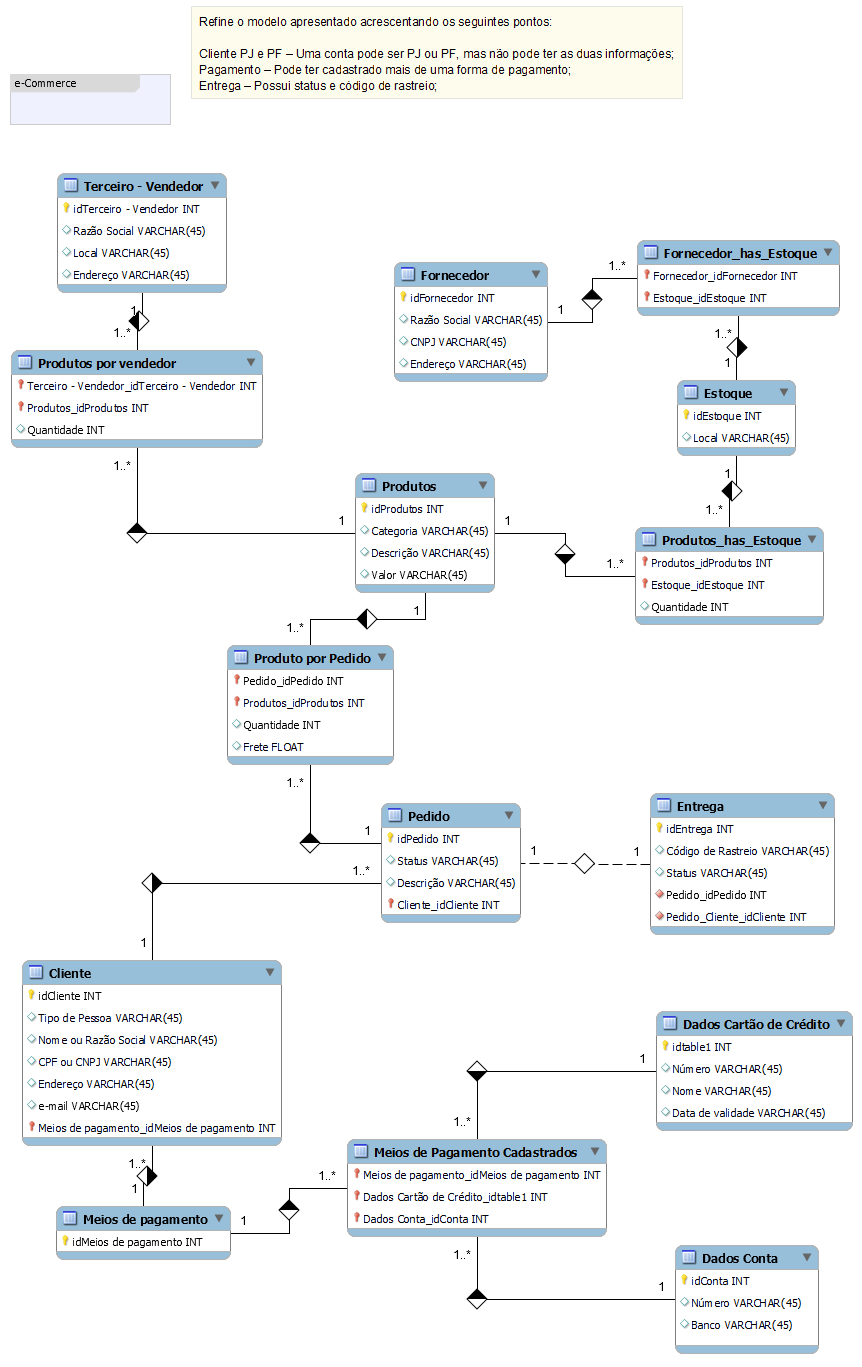 Refine o modelo apresentado acrescentando os seguintes pontos:
Cliente PJ e PF – Uma conta pode ser PJ ou PF, mas não pode ter as duas informações;
Pagamento – Pode ter cadastrado mais de uma forma de pagamento;
Entrega – Possui status e código de rastreio;
e-Commerce
Terceiro - Vendedor
idTerceiro - Vendedor INT
Razão Social VARCHAR(45)
Local VARCHAR(45)
Endereço VARCHAR(45)
1
1..*
Fornecedor
idFornecedor INT
Razão Social VARCHAR(45)
CNPJ VARCHAR(45)
Endereço VARCHAR(45)
1
1..*
Fornecedor_has_Estoque
Fornecedor_idFornecedor INT
Estoque_idEstoque INT
1..*
1
Produtos por vendedor
Terceiro - Vendedor_idTerceiro - Vendedor INT
Produtos_idProdutos INT
Quantidade INT
1..*
1
Estoque
idEstoque INT
Local VARCHAR(45)
1
1..*
Produtos
idProdutos INT
Categoria VARCHAR(45)
Descrição VARCHAR(45)
Valor VARCHAR(45)
1
1..*
Produtos_has_Estoque
Produtos_idProdutos INT
Estoque_idEstoque INT
Quantidade INT
1
1..*
Produto por Pedido
Pedido_idPedido INT
Produtos_idProdutos INT
Quantidade INT
Frete FLOAT
1..*
1
Pedido
idPedido INT
Status VARCHAR(45)
Descrição VARCHAR(45)
Cliente_idCliente INT
1
1
Entrega
idEntrega INT
Código de Rastreio VARCHAR(45)
Status VARCHAR(45)
Pedido_idPedido INT
Pedido_Cliente_idCliente INT
1..*
1
Cliente
idCliente INT
Tipo de Pessoa VARCHAR(45)
Nome ou Razão Social VARCHAR(45)
CPF ou CNPJ VARCHAR(45)
Endereço VARCHAR(45)
e-mail VARCHAR(45)
Meios de pagamento_idMeios de pagamento INT
1..*
1
Dados Cartão de Crédito
idtable1 INT
Número VARCHAR(45)
Nome VARCHAR(45)
Data de validade VARCHAR(45)
1
1..*
Meios de Pagamento Cadastrados
Meios de pagamento_idMeios de pagamento INT
Dados Cartão de Crédito_idtable1 INT
Dados Conta_idConta INT
Meios de pagamento
idMeios de pagamento INT
1
1..*
1..*
1
Dados Conta
idConta INT
Número VARCHAR(45)
Banco VARCHAR(45)